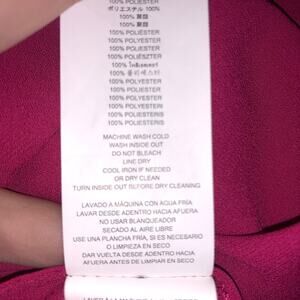 100% POLIESTER
ポリエステル 100%
100% 聚酯
100% 聚酯
100% POLIÉSTER
100% POLYESTER
100% POLYESTER
100% POLIESTER
100% POLIÉSZTER
100% 폴리에스터
100% POLYESTER
100% POLIESTER
100% POLYESTER
100% POLYESTERI
100% POLIESTERIS
100% POLIESTERIS
MACHINE WASH COLD
WASH INSIDE OUT
DO NOT BLEACH
LINE DRY
COOL IRON IF NEEDED
OR DRY CLEAN
TURN INSIDE OUT BEFORE DRY CLEANING
LAVADO A MÁQUINA CON AGUA FRÍA
LAVAR DESDE ADENTRO HACIA AFUERA
NO USAR BLANQUEADOR
SECADO AL AIRE LIBRE
USE UNA PLANCHA FRÍA, SI ES NECESARIO
O LIMPIEZA EN SECO
DAR VUELTA DESDE ADENTRO HACIA
AFUERA ANTES DE LIMPIAR EN SECO